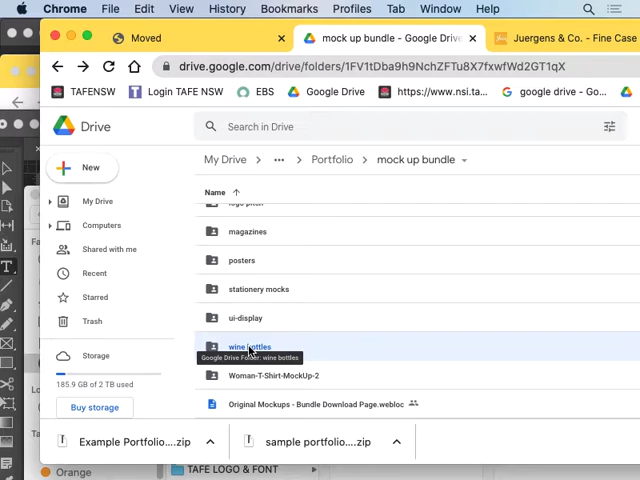 Chrome File Edit View History Bookmarks Profiles Tab Window Help
Moved
mock up bundle - Google Drive
Juergens & Co. - Fine Case
drive.google.com/drive/folders/1FV1tDba9h9NchZFTu8X7fxwfWd2GT1qX
TAFENSW Login TAFE NSW EBS Google Drive https://www.nsi.ta... google drive - Go...
Drive
Search in Drive
New
My Drive ... Portfolio mock up bundle
Name
My Drive
Computers
Shared with me
Recent
Starred
Trash
Storage
185.9 GB of 2 TB used
Buy storage
magazines
posters
stationery mocks
ui-display
wine bottles
Google Drive Folder: wine bottles
Woman-T-Shirt-MockUp-2
Original Mockups - Bundle Download Page.webloc
Example Portfolio....zip
sample portfolio....zip
Orange
TAFE LOGO & FONT